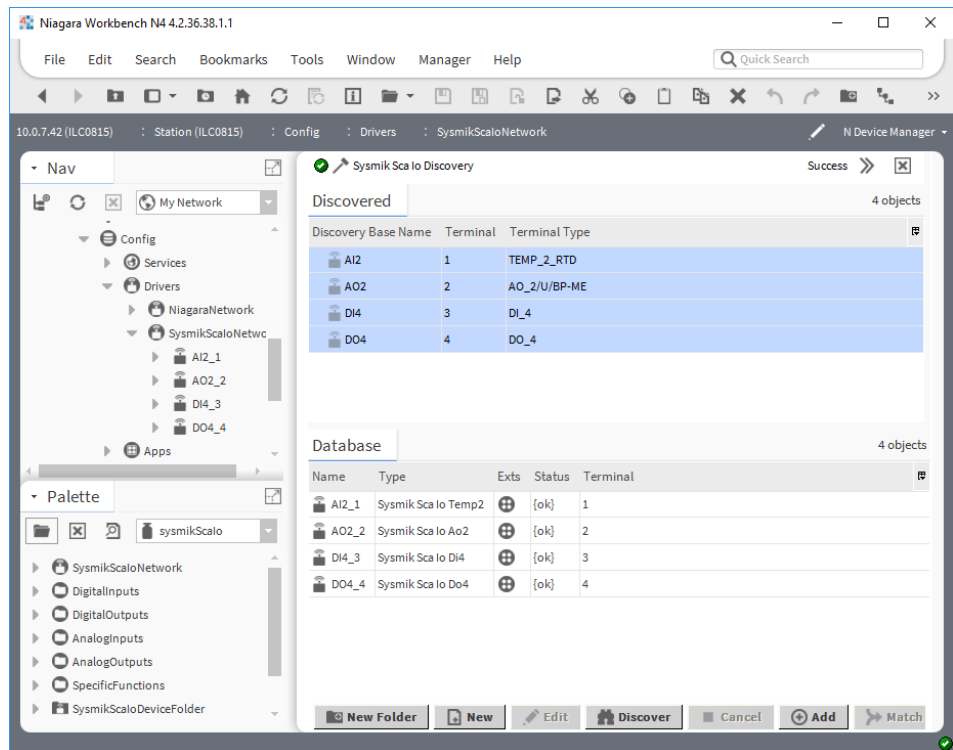 Niagara Workbench N4 4.2.36.38.1.1
File Edit Search Bookmarks Tools Window Manager Help Quick Search
10.0.7.42 (ILC0815) : Station (ILC0815) : Config : Drivers : SysmikScaIoNetwork N Device Manager
Nav
My Network
Config
Services
Drivers
NiagaraNetwork
SysmikScaIoNetwo
AI2_1
AO2_2
DI4_3
DO4_4
Apps
Palette
sysmikScaIo
SysmikScaIoNetwork
DigitalInputs
DigitalOutputs
AnalogInputs
AnalogOutputs
SpecificFunctions
SysmikScaIoDeviceFolder
Sysmik Sca Io Discovery Success
Discovered 4 objects
Discovery Base Name Terminal Terminal Type
AI2 1 TEMP_2_RTD
AO2 2 AO_2/U/BP-ME
DI4 3 DI_4
DO4 4 DO_4
Database 4 objects
Name Type Exts Status Terminal
AI2_1 Sysmik Sca Io Temp2 {ok} 1
AO2_2 Sysmik Sca Io Ao2 {ok} 2
DI4_3 Sysmik Sca Io Di4 {ok} 3
DO4_4 Sysmik Sca Io Do4 {ok} 4
New Folder New Edit Discover Cancel Add Match